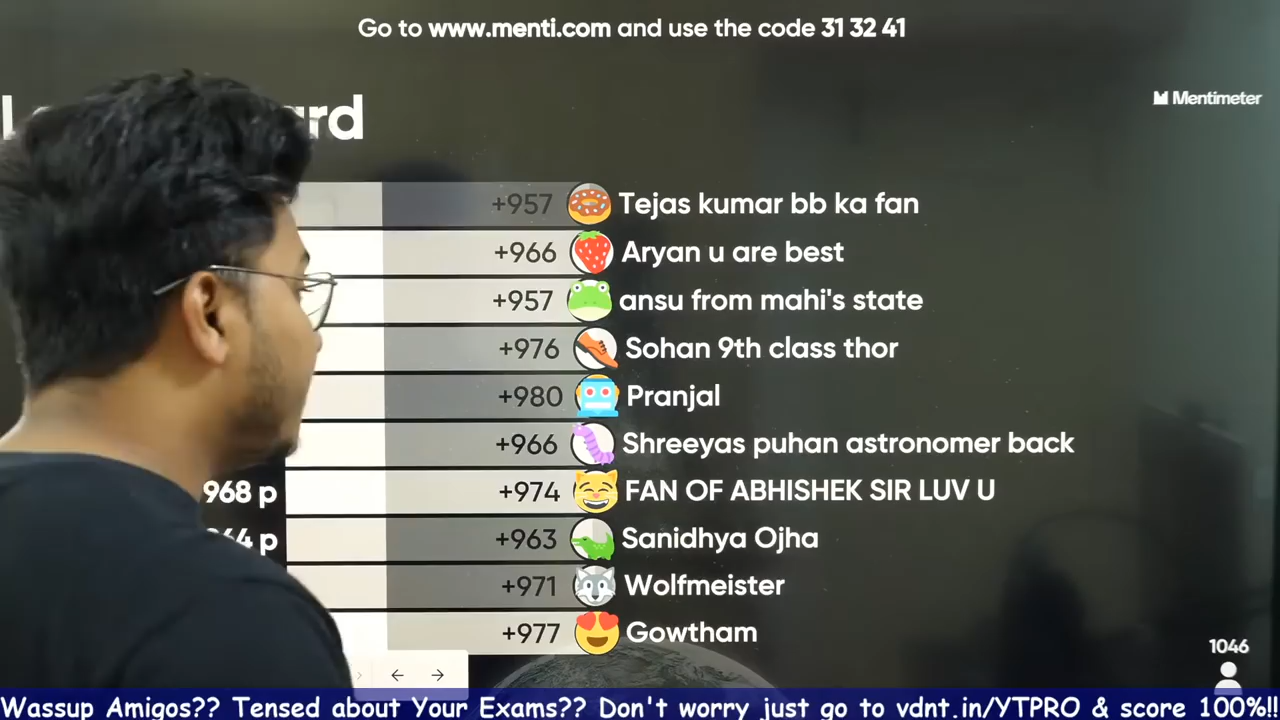 Go to www.menti.com and use the code 31 32 41
Mentimeter
+957 Tejas kumar bb ka fan
+966 Aryan u are best
+957 ansu from mahi's state
+976 Sohan 9th class thor
+980 Pranjal
+966 Shreeyas puhan astronomer back
968 p +974 FAN OF ABHISHEK SIR LUV U
p +963 Sanidhya Ojha
+971 Wolfmeister
+977 Gowtham
1046
Wassup Amigos?? Tensed about Your Exams?? Don't worry just go to vdnt.in/YTPRO & score 100%!!